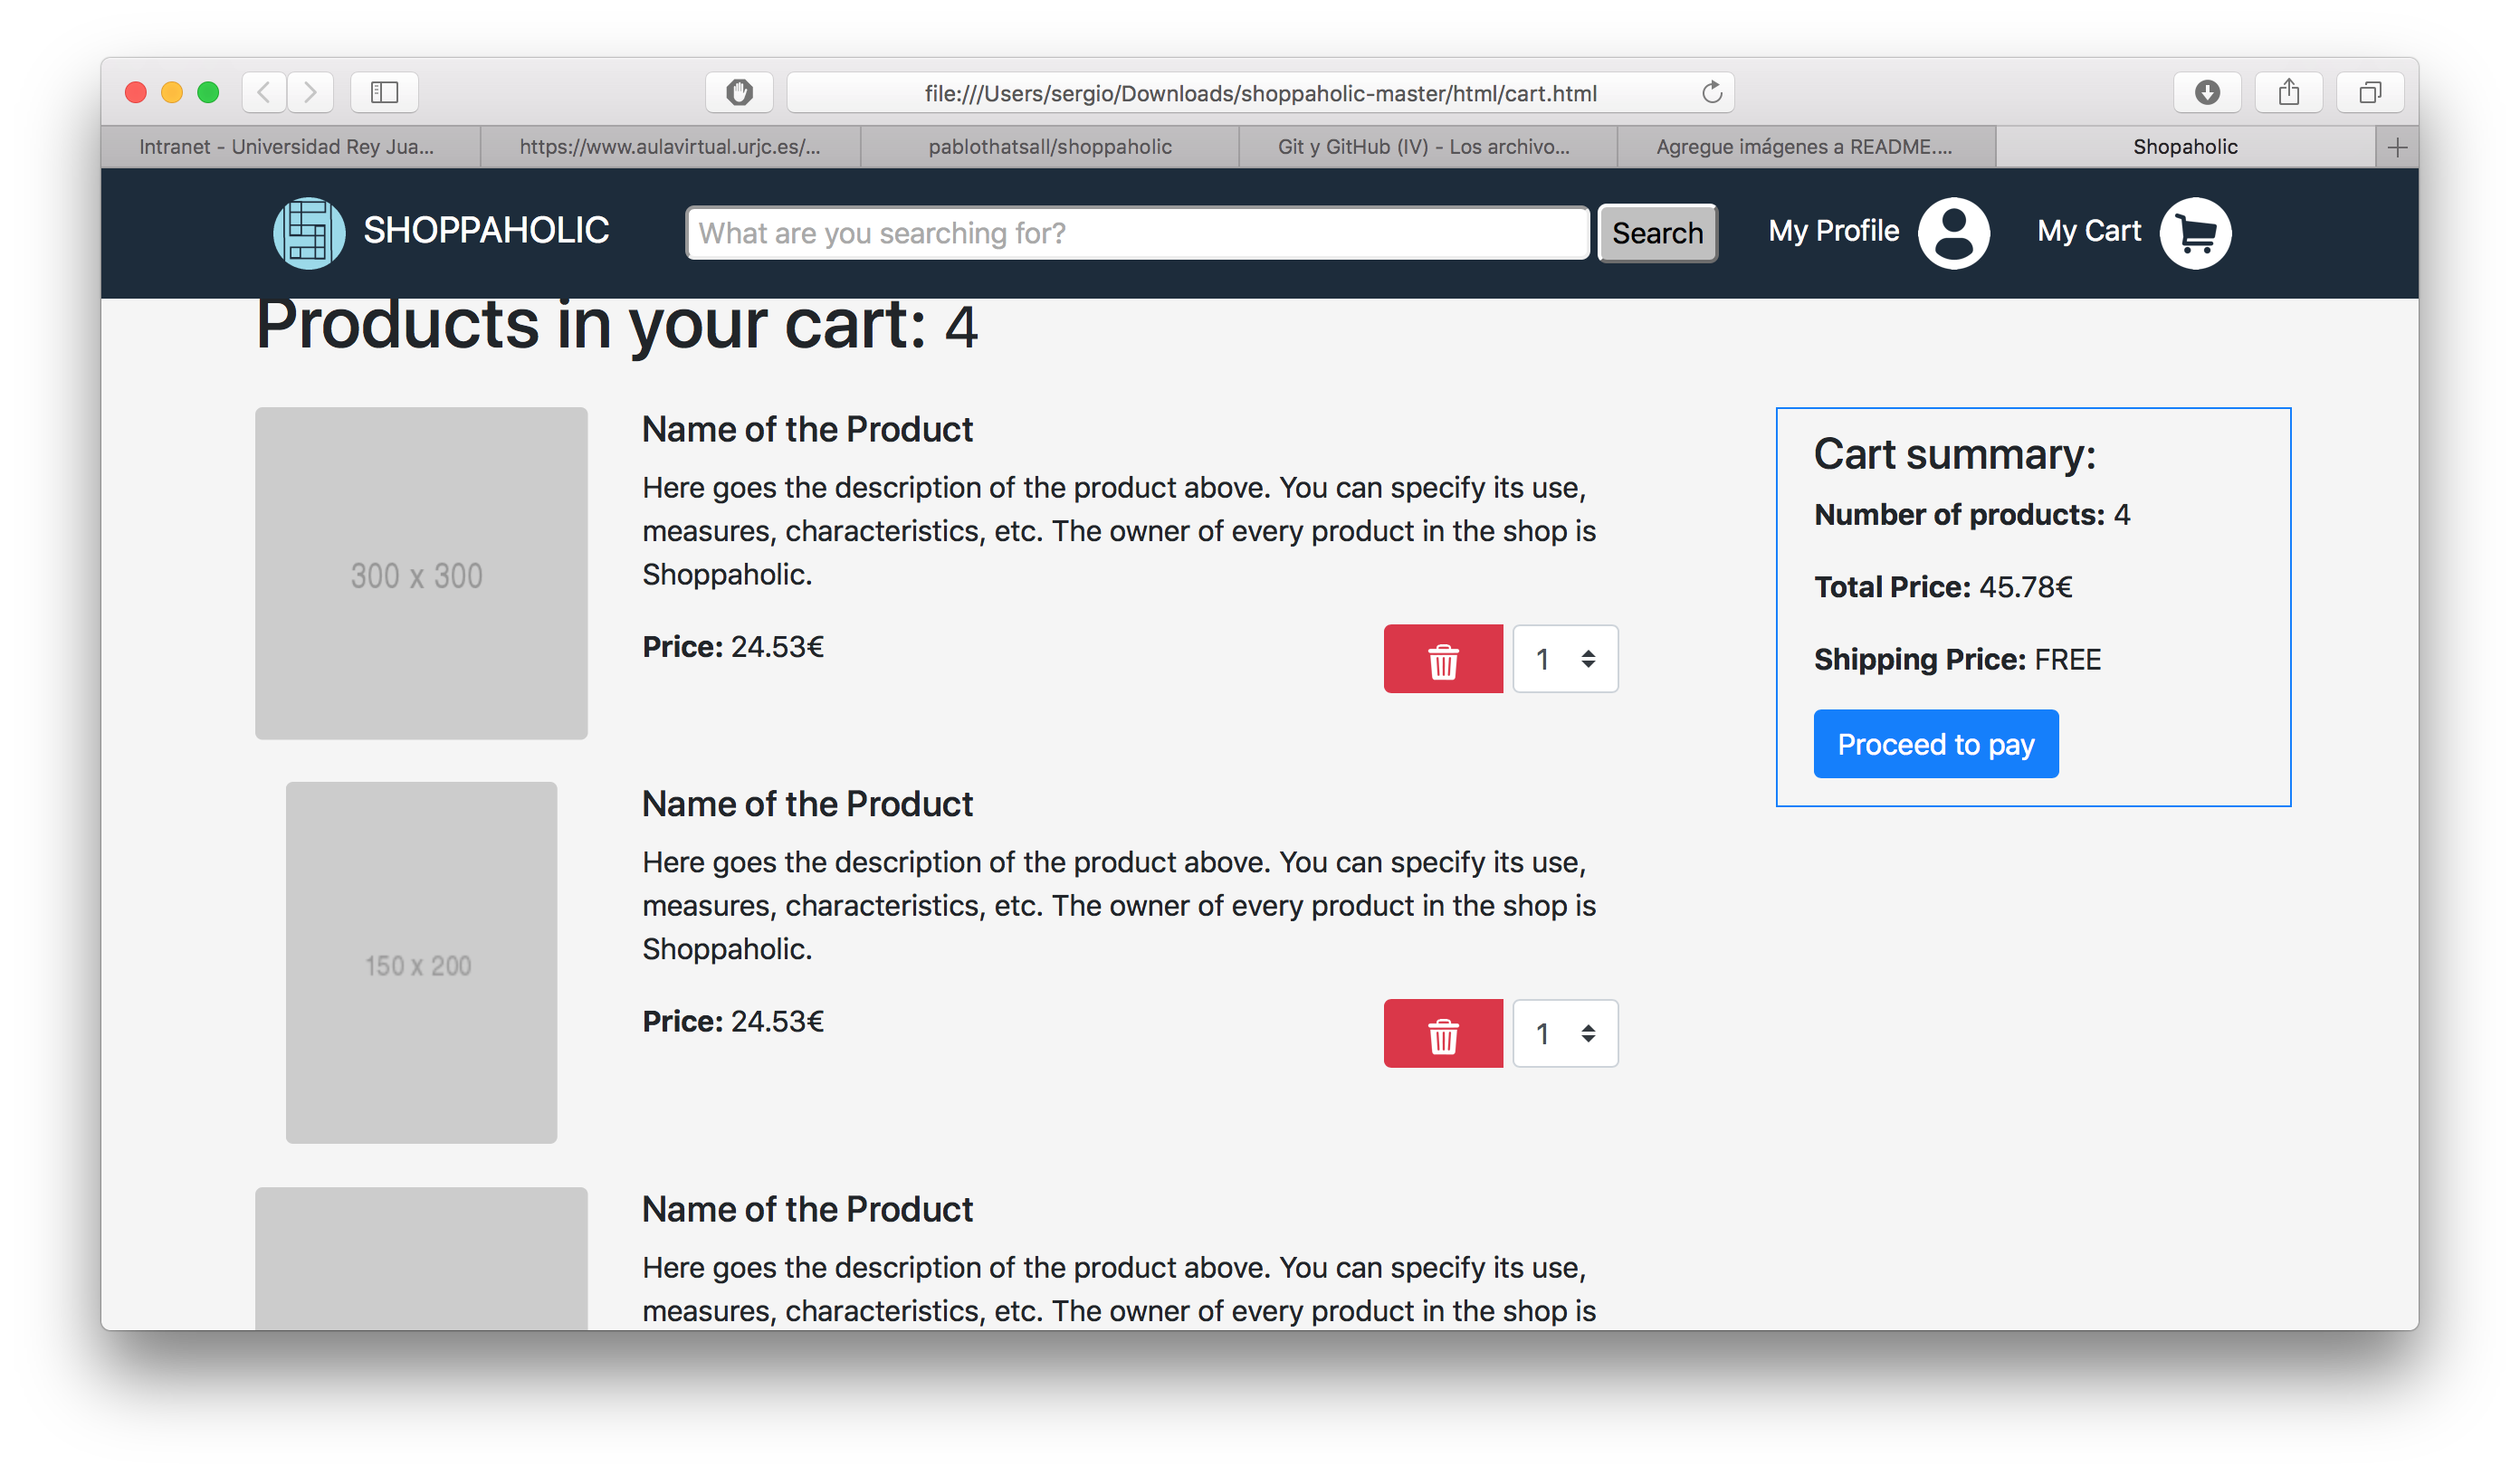 file:///Users/sergio/Downloads/shoppaholic-master/html/cart.html
Intranet - Universidad Rey Jua...
https://www.aulavirtual.urjc.es/...
pablothatsall/shoppaholic
Git y GitHub (IV) - Los archivo...
Agregue imágenes a README....
Shopaholic
SHOPPAHOLIC
What are you searching for?
Search
My Profile
My Cart
Products in your cart: 4
300 x 300
Name of the Product
Here goes the description of the product above. You can specify its use,
measures, characteristics, etc. The owner of every product in the shop is
Shoppaholic.
Price: 24.53€
1
Cart summary:
Number of products: 4
Total Price: 45.78€
Shipping Price: FREE
Proceed to pay
150 x 200
Name of the Product
Here goes the description of the product above. You can specify its use,
measures, characteristics, etc. The owner of every product in the shop is
Shoppaholic.
Price: 24.53€
1
Name of the Product
Here goes the description of the product above. You can specify its use,
measures, characteristics, etc. The owner of every product in the shop is